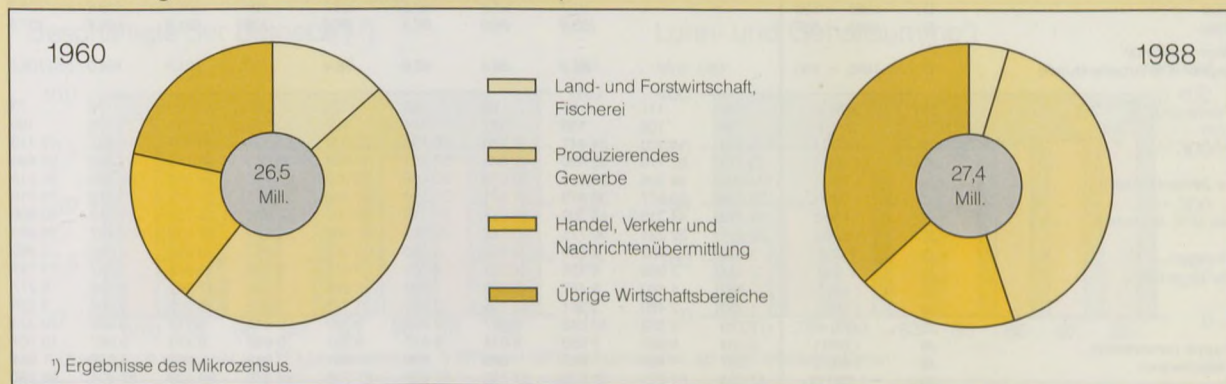 1960
26,5
Mill.
Land- und Forstwirtschaft,
Fischerei
Produzierendes
Gewerbe
Handel, Verkehr und
Nachrichtenübermittlung
Übrige Wirtschaftsbereiche
1988
27,4
Mill.
¹) Ergebnisse des Mikrozensus.